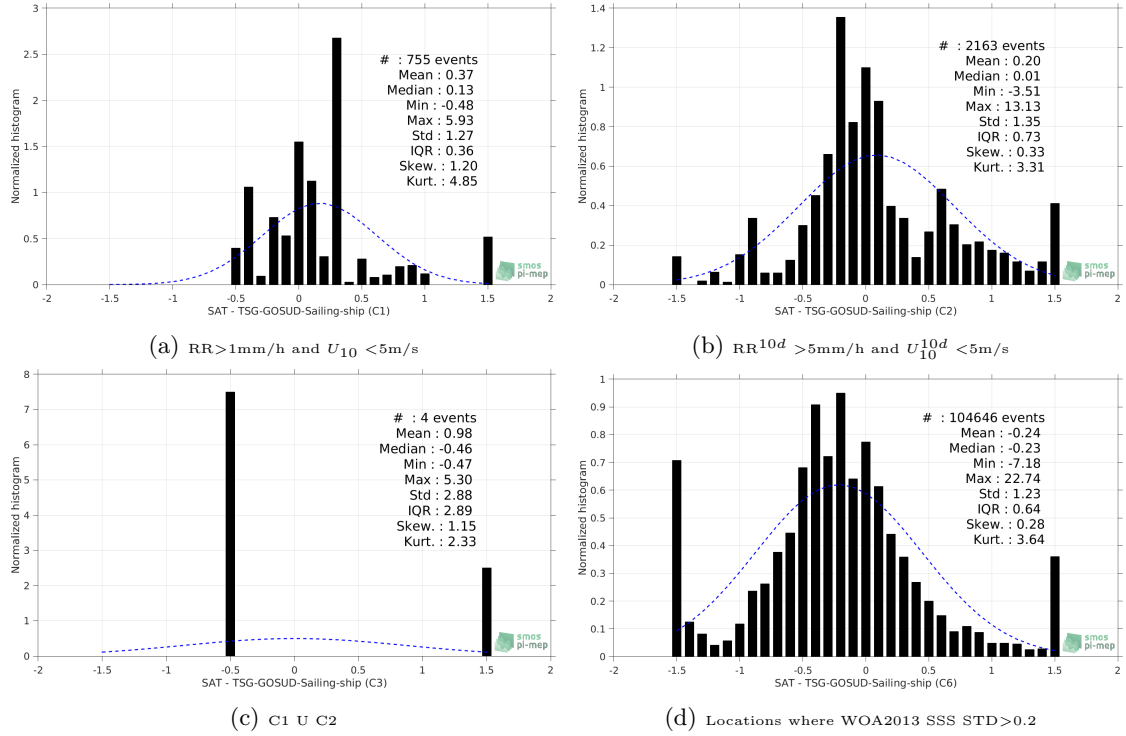 3
2.5
2
1.5
1
0.5
0
Normalized histogram
# : 755 events
Mean : 0.37
Median : 0.13
Min : -0.48
Max : 5.93
Std : 1.27
IQR : 0.36
Skew. : 1.20
Kurt. : 4.85
smos
pi-mep
-2 -1.5 -1 -0.5 0 0.5 1 1.5 2
SAT - TSG-GOSUD-Sailing-ship (C1)
(a) RR>1mm/h and U10 <5m/s
1.4
1.2
1
0.8
0.6
0.4
0.2
0
Normalized histogram
# : 2163 events
Mean : 0.20
Median : 0.01
Min : -3.51
Max : 13.13
Std : 1.35
IQR : 0.73
Skew. : 0.33
Kurt. : 3.31
smos
pi-mep
-2 -1.5 -1 -0.5 0 0.5 1 1.5 2
SAT - TSG-GOSUD-Sailing-ship (C2)
(b) RR10d >5mm/h and U10d10 <5m/s
8
7
6
5
4
3
2
1
0
Normalized histogram
# : 4 events
Mean : 0.98
Median : -0.46
Min : -0.47
Max : 5.30
Std : 2.88
IQR : 2.89
Skew. : 1.15
Kurt. : 2.33
smos
pi-mep
-2 -1.5 -1 -0.5 0 0.5 1 1.5 2
SAT - TSG-GOSUD-Sailing-ship (C3)
(c) C1 U C2
1
0.9
0.8
0.7
0.6
0.5
0.4
0.3
0.2
0.1
0
Normalized histogram
# : 104646 events
Mean : -0.24
Median : -0.23
Min : -7.18
Max : 22.74
Std : 1.23
IQR : 0.64
Skew. : 0.28
Kurt. : 3.64
smos
pi-mep
-2 -1.5 -1 -0.5 0 0.5 1 1.5 2
SAT - TSG-GOSUD-Sailing-ship (C6)
(d) Locations where WOA2013 SSS STD>0.2